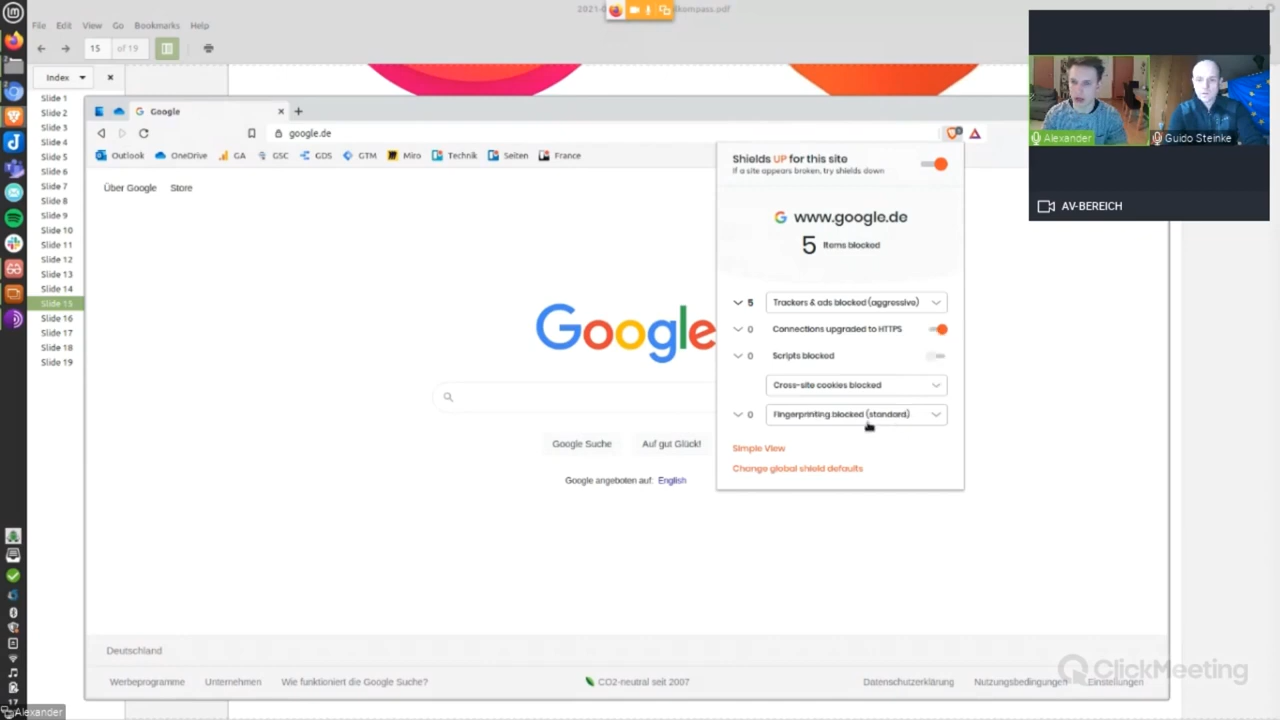 2021-0
lkompass.pdf
File Edit View Go Bookmarks Help
15 of 19
Index
Slide 1
Slide 2
Slide 3
Slide 4
Slide 5
Slide 6
Slide 7
Slide 8
Slide 9
Slide 10
Slide 11
Slide 12
Slide 13
Slide 14
Slide 15
Slide 16
Slide 17
Slide 18
Slide 19
Google
google.de
Outlook OneDrive GA GSC GDS GTM Miro Technik Seiten France
Über Google Store
Google
Google Suche Auf gut Glück!
Google angeboten auf: English
Shields UP for this site
If a site appears broken, try shields down
www.google.de
5 Items blocked
5 Trackers & ads blocked (aggressive)
0 Connections upgraded to HTTPS
0 Scripts blocked
Cross-site cookies blocked
0 Fingerprinting blocked (standard)
Simple View
Change global shield defaults
Alexander
Guido Steinke
AV-BEREICH
Deutschland
Werbeprogramme Unternehmen Wie funktioniert die Google Suche? CO2-neutral seit 2007 Datenschutzerklärung Nutzungsbedingungen Einstellungen
ClickMeeting
Alexander